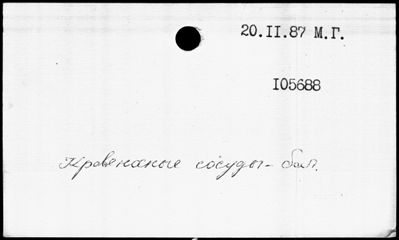 20.II.87 М.Г.
I05688
Кровеносные сосуды - бол.